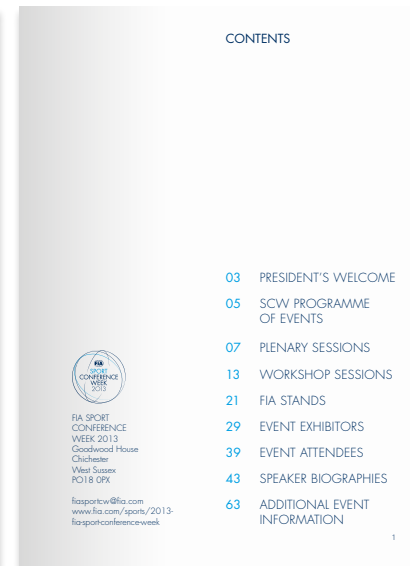 CONTENTS
03 PRESIDENT'S WELCOME
05 SCW PROGRAMME
OF EVENTS
07 PLENARY SESSIONS
13 WORKSHOP SESSIONS
21 FIA STANDS
29 EVENT EXHIBITORS
39 EVENT ATTENDEES
43 SPEAKER BIOGRAPHIES
63 ADDITIONAL EVENT
INFORMATION
FIA
SPORT
CONFERENCE
WEEK
2013
FIA SPORT
CONFERENCE
WEEK 2013
Goodwood House
Chichester
West Sussex
PO18 0PX
fiasportcw@fia.com
www.fia.com/sports/2013-
fia-sport-conference-week
1